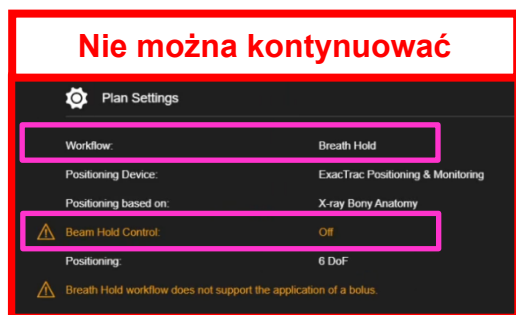 Nie można kontynuować
Plan Settings
Workflow: Breath Hold
Positioning Device: ExacTrac Positioning & Monitoring
Positioning based on: X-ray Bony Anatomy
Beam Hold Control: Off
Positioning: 6 DoF
Breath Hold workflow does not support the application of a bolus.